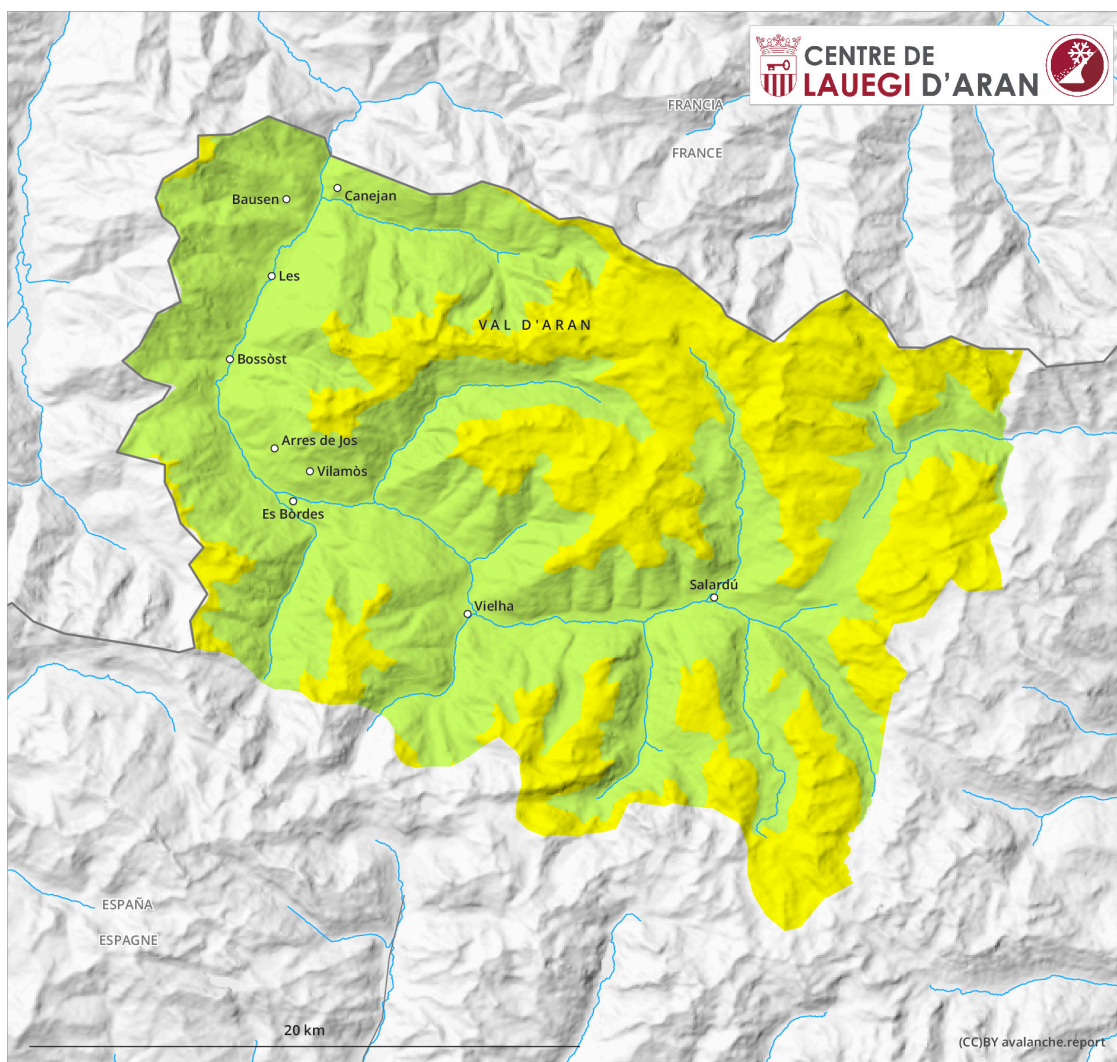 CENTRE DE
LAUEGI D'ARAN
FRANCIA
FRANCE
Bausen
Canejan
Les
VAL D'ARAN
Bossòst
Arres de Jos
Vilamòs
Es Bòrdes
Salardú
Vielha
ESPAÑA
ESPAGNE
20 km
(CC)BY avalanche.report